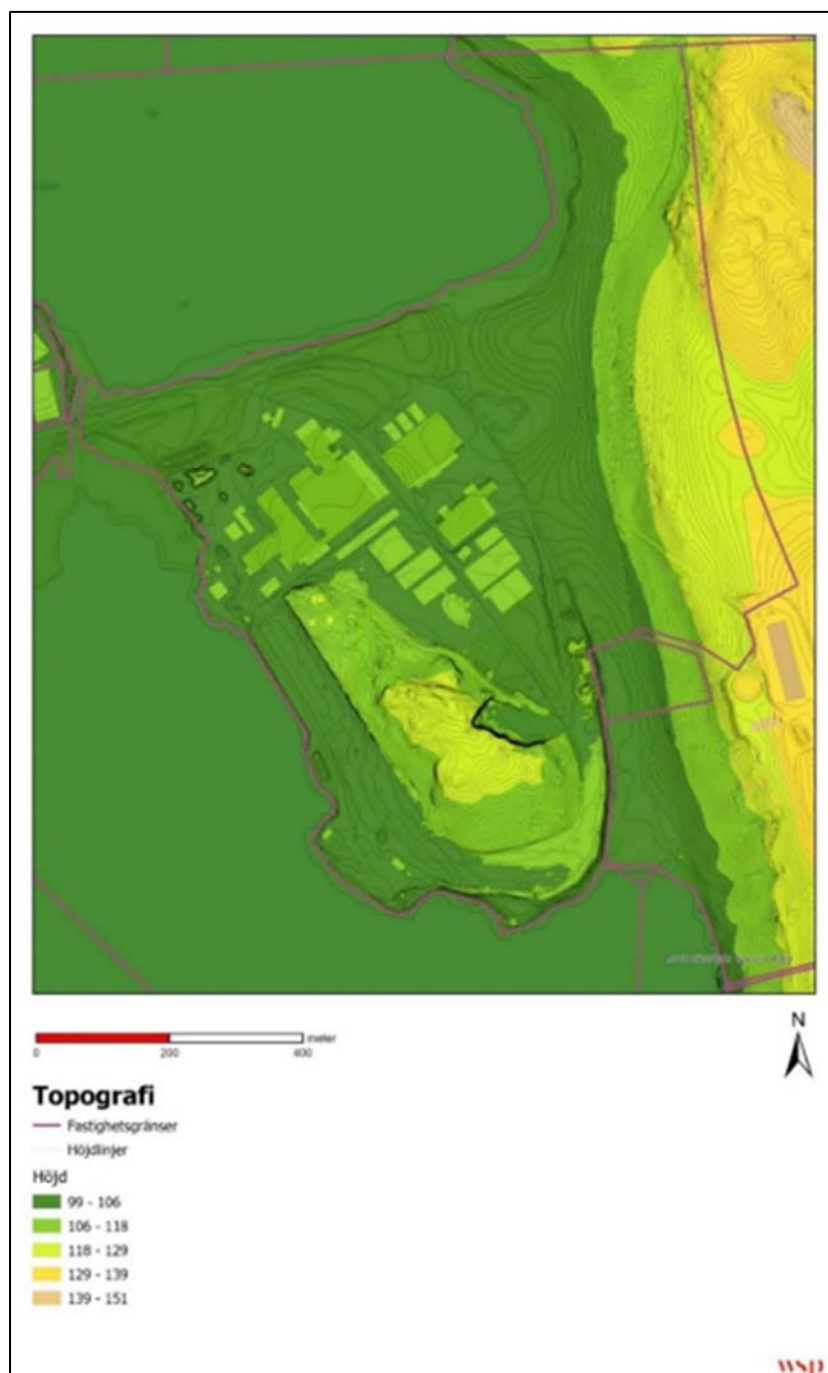 N
0 200 400 meter
Topografi
Fastighetsgränser
Höjdlinjer
Höjd
99 - 106
106 - 118
118 - 129
129 - 139
139 - 151
WSP